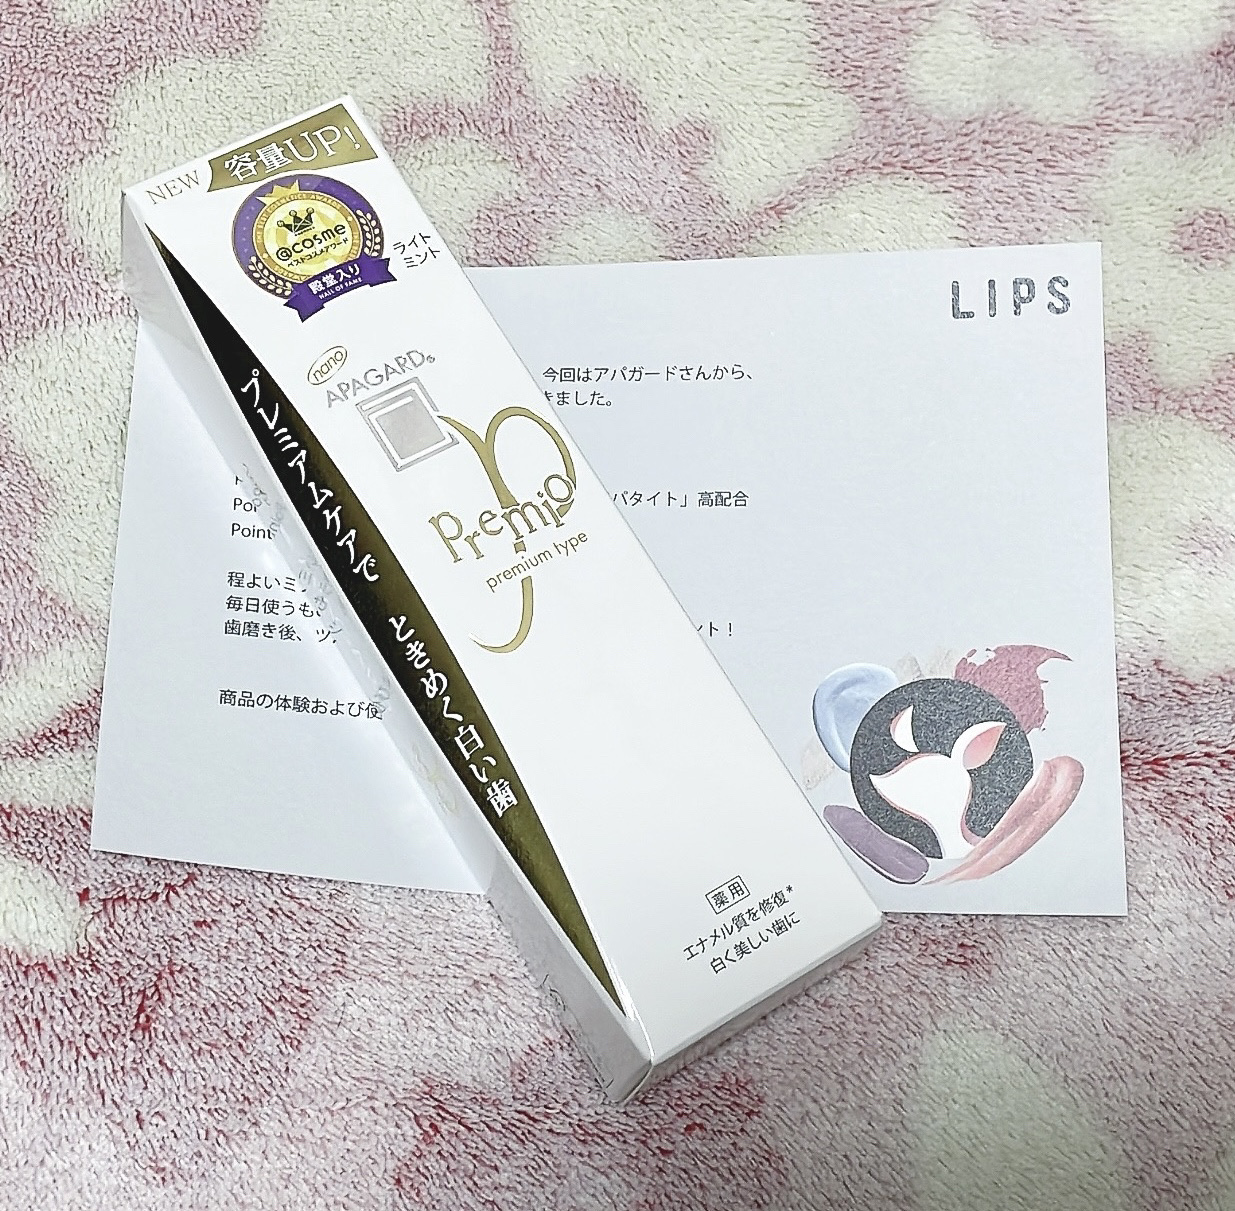 NEW 容量UP!
@cosme
ベストコスメアワード
殿堂入り
HALL OF FAME
ライト
ミント
nano
APAGARD®
p
Premio
premium type
プレミアムケアで ときめく白い歯
薬用
エナメル質を修復*
白く美しい歯に
LIPS
今回はアパガードさんから、
きました。
パタイト」高配合
Poi
Point
程よいミ
毎日使うも
歯磨き後、ツ
ント！
商品の体験および使